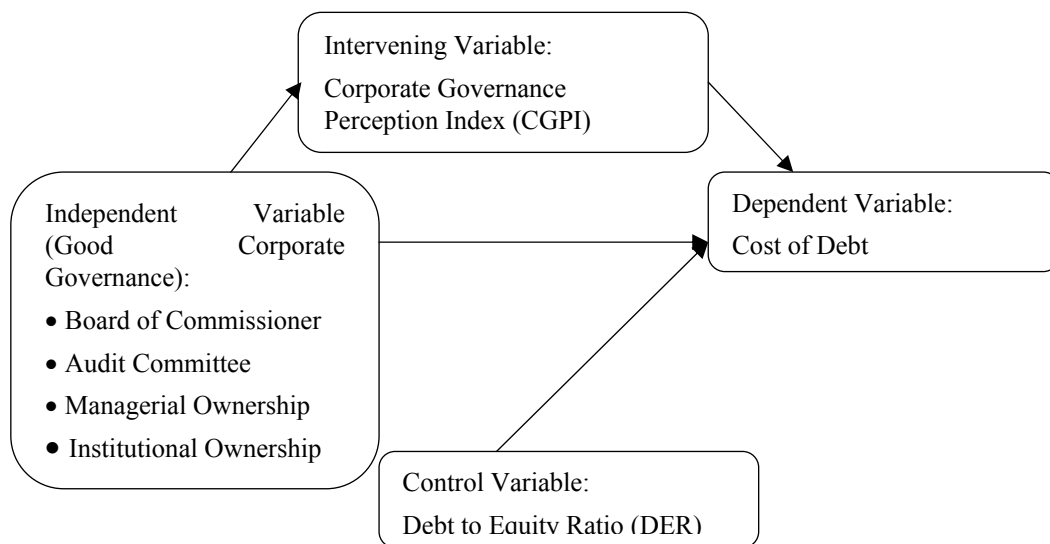 Intervening Variable:
Corporate Governance
Perception Index (CGPI)
Independent Variable
(Good Corporate
Governance):
• Board of Commissioner
• Audit Committee
• Managerial Ownership
• Institutional Ownership
Dependent Variable:
Cost of Debt
Control Variable:
Debt to Equity Ratio (DER)